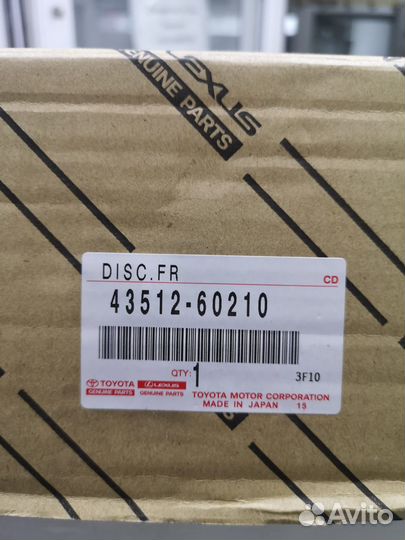 LEXUS
GENUINE PARTS
DISC.FR
CD
43512-60210
QTY: 1
3F10
TOYOTA LEXUS TOYOTA MOTOR CORPORATION
GENUINE PARTS GENUINE PARTS MADE IN JAPAN 15
Avito